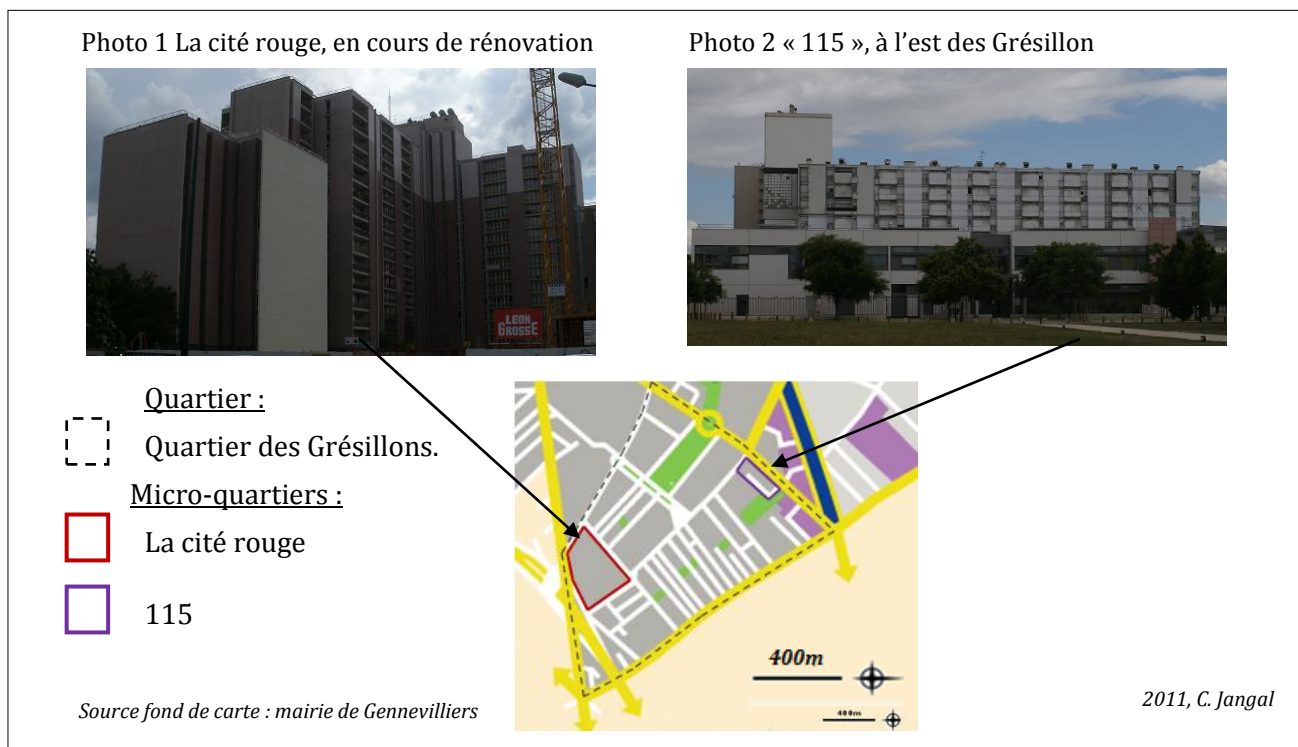 Photo 1 La cité rouge, en cours de rénovation
Photo 2 « 115 », à l’est des Grésillon
LEON
GROSSE
Quartier :
Quartier des Grésillons.
Micro-quartiers :
La cité rouge
115
400m
400m
Source fond de carte : mairie de Gennevilliers
2011, C. Jangal